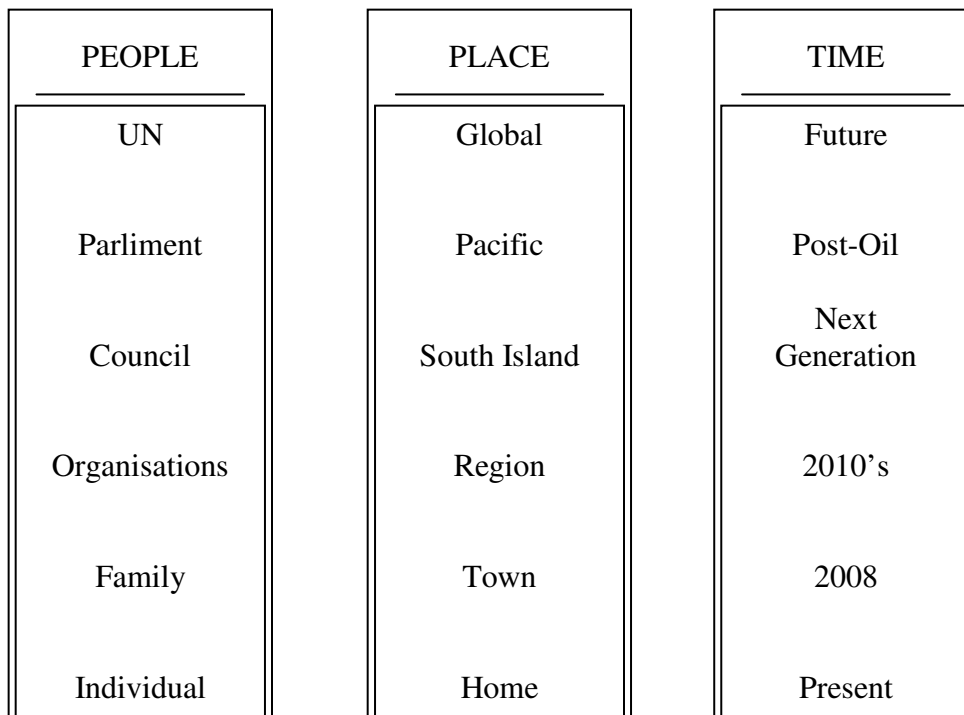 PEOPLE
UN
Parliment
Council
Organisations
Family
Individual
PLACE
Global
Pacific
South Island
Region
Town
Home
TIME
Future
Post-Oil
Next
Generation
2010’s
2008
Present